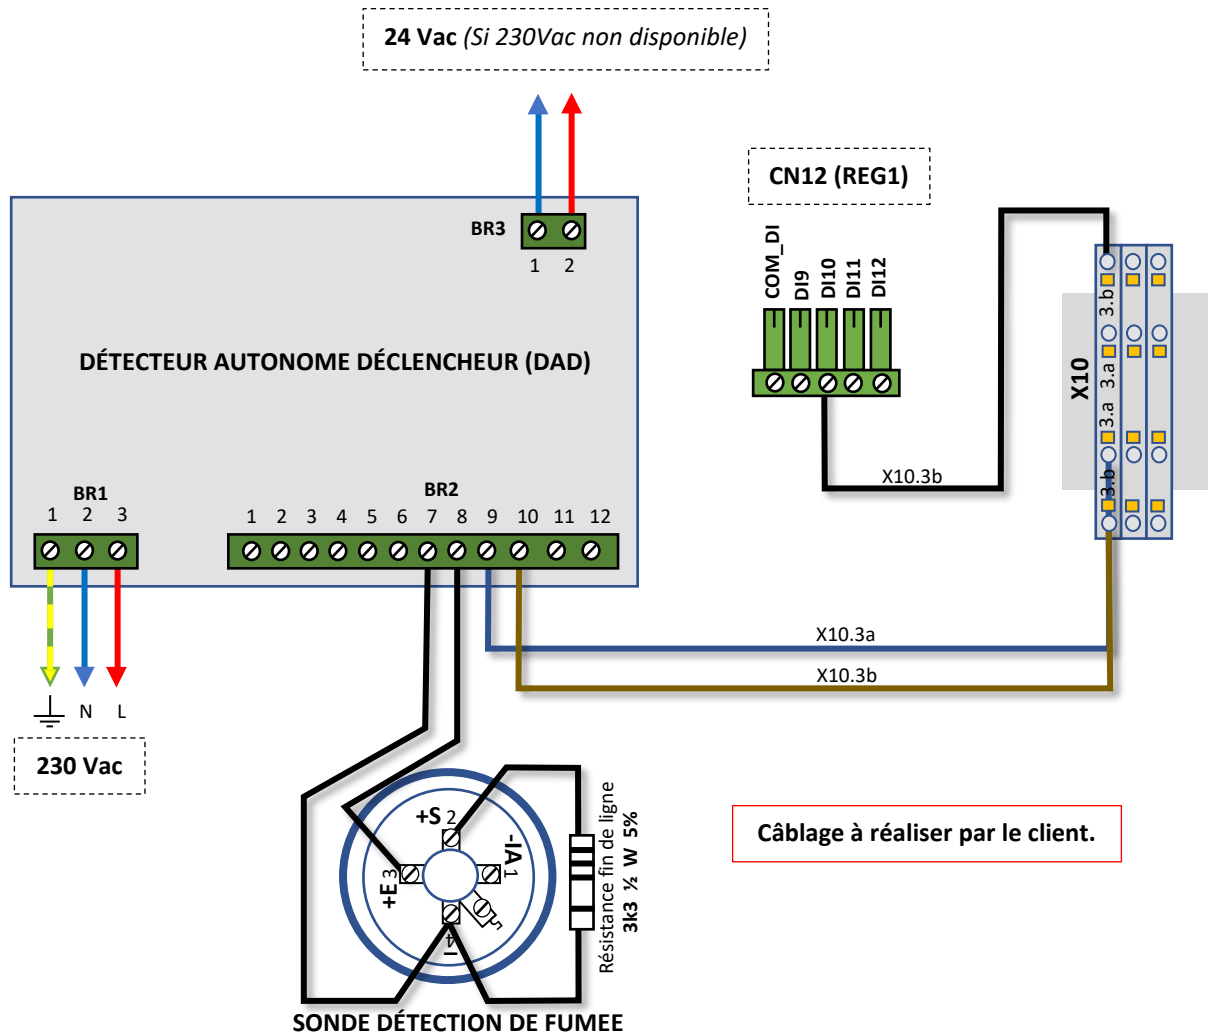 24 Vac (Si 230Vac non disponible)
CN12 (REG1)
BR3
1 2
COM_DI
DI9
DI10
DI11
DI12
3.b
3.a
X10
3.a
3.b
DÉTECTEUR AUTONOME DÉCLENCHEUR (DAD)
X10.3b
BR1
1 2 3
BR2
1 2 3 4 5 6 7 8 9 10 11 12
X10.3a
X10.3b
N L
230 Vac
+S 2
-IA 1
+E 3
- 4
Résistance fin de ligne
3k3 ½ W 5%
Câblage à réaliser par le client.
SONDE DÉTECTION DE FUMEE